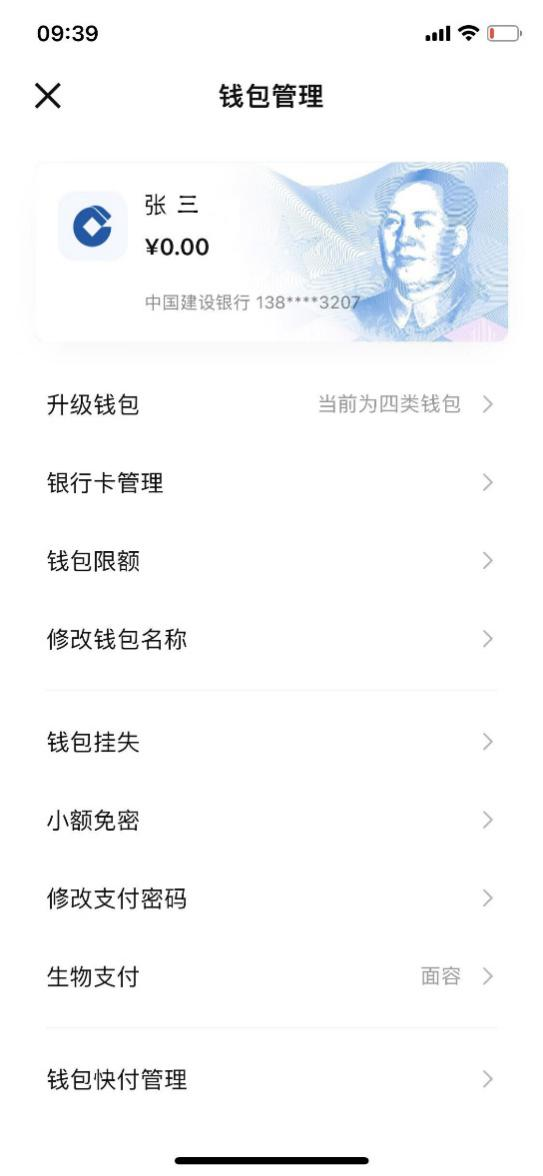 09:39
钱包管理
张 三
¥0.00
中国建设银行 138****3207
升级钱包 当前为四类钱包
银行卡管理
钱包限额
修改钱包名称
钱包挂失
小额免密
修改支付密码
生物支付 面容
钱包快付管理